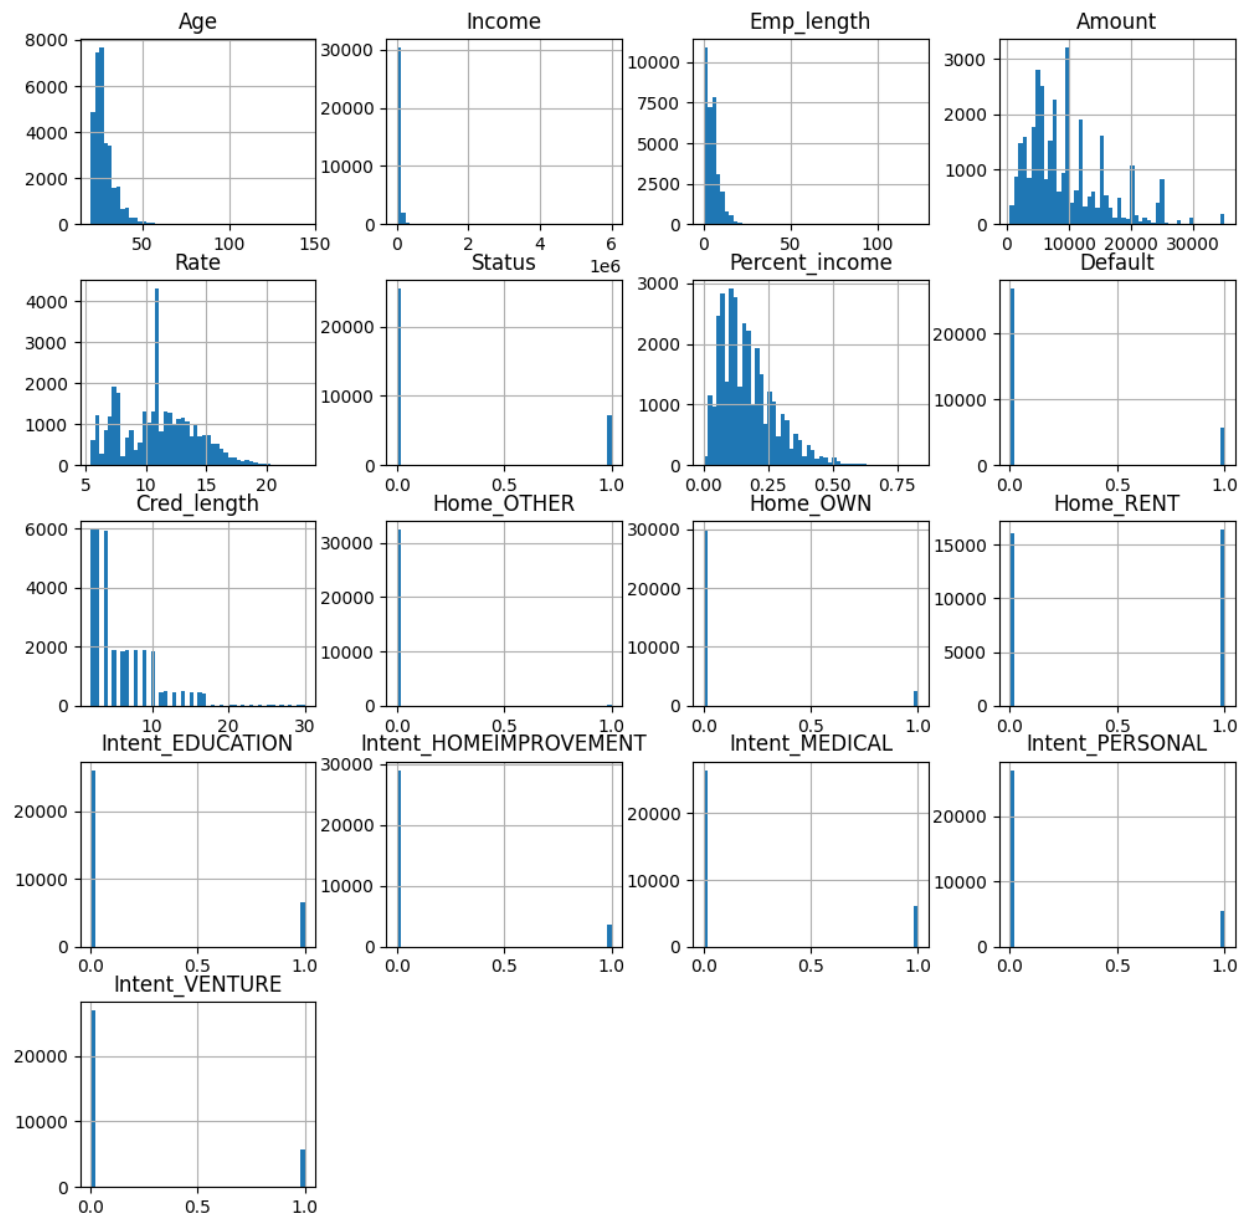 Age Income Emp_length Amount
8000 30000 10000 3000
6000 7500
20000 2000
4000 5000
10000 1000
2000 2500
0 0 0 0
50 100 150 0 2 4 6 0 50 100 0 10000 20000 30000
1e6
Rate Status Percent_income Default
4000 20000 3000 20000
3000 2000
2000 10000 10000
1000 1000
0 0 0 0
5 10 15 20 0.0 0.5 1.0 0.00 0.25 0.50 0.75 0.0 0.5 1.0
Cred_length Home_OTHER Home_OWN Home_RENT
6000 30000 30000 15000
4000 20000 20000 10000
2000 10000 10000 5000
0 0 0 0
10 20 30 0.0 0.5 1.0 0.0 0.5 1.0 0.0 0.5 1.0
Intent_EDUCATION Intent_HOMEIMPROVEMENT Intent_MEDICAL Intent_PERSONAL
20000 30000 20000 20000
20000
10000 10000 10000 10000
0 0 0 0
0.0 0.5 1.0 0.0 0.5 1.0 0.0 0.5 1.0 0.0 0.5 1.0
Intent_VENTURE
20000
10000
0
0.0 0.5 1.0